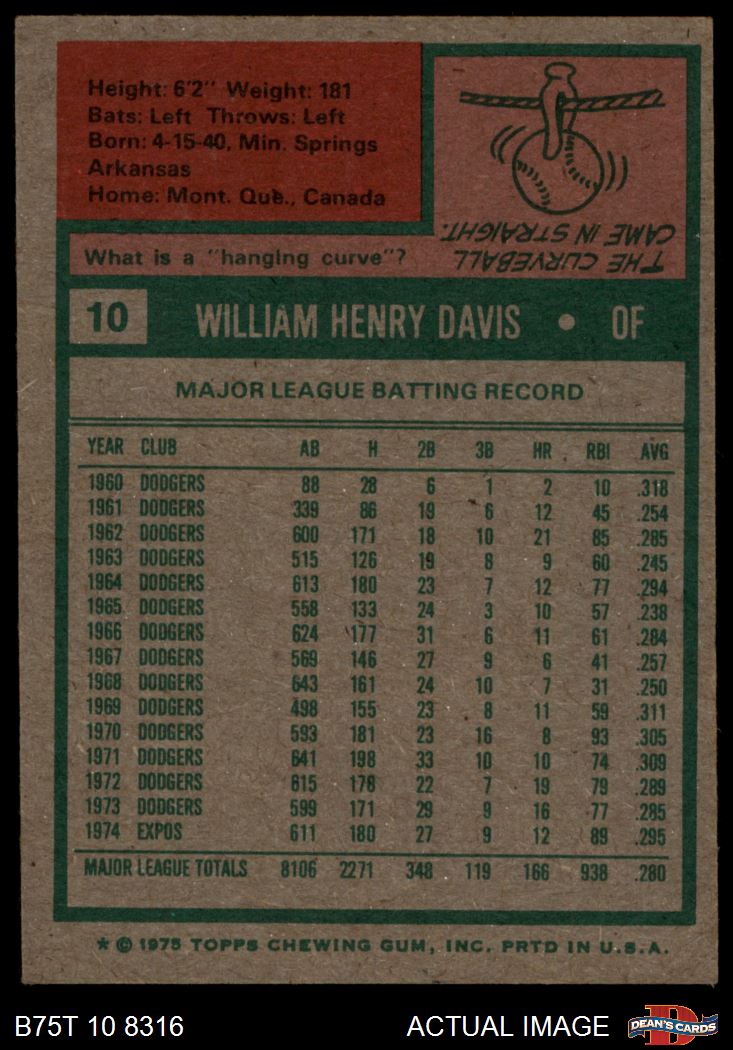 Height: 6'2" Weight: 181
Bats: Left Throws: Left
Born: 4-15-40, Min. Springs
Arkansas
Home: Mont. Que., Canada
What is a "hanging curve"?
THE CURVEBALL
CAME IN STRAIGHT.
10 WILLIAM HENRY DAVIS • OF
MAJOR LEAGUE BATTING RECORD
YEAR CLUB AB H 2B 3B HR RBI AVG
1960 DODGERS 88 28 6 1 2 10 .318
1961 DODGERS 339 86 19 6 12 45 .254
1962 DODGERS 600 171 18 10 21 85 .285
1963 DODGERS 515 126 19 8 9 60 .245
1964 DODGERS 613 180 23 7 12 77 .294
1965 DODGERS 558 133 24 3 10 57 .238
1966 DODGERS 624 177 31 6 11 61 .284
1967 DODGERS 569 146 27 9 6 41 .257
1968 DODGERS 643 161 24 10 7 31 .250
1969 DODGERS 498 155 23 8 11 59 .311
1970 DODGERS 593 181 23 16 8 93 .305
1971 DODGERS 641 198 33 10 10 74 .309
1972 DODGERS 615 178 22 7 19 79 .289
1973 DODGERS 599 171 29 9 16 77 .285
1974 EXPOS 611 180 27 9 12 89 .295
MAJOR LEAGUE TOTALS 8106 2271 348 119 166 938 .280
* © 1975 TOPPS CHEWING GUM, INC. PRTD IN U.S.A.
B75T 10 8316 ACTUAL IMAGE
DEAN'S CARDS